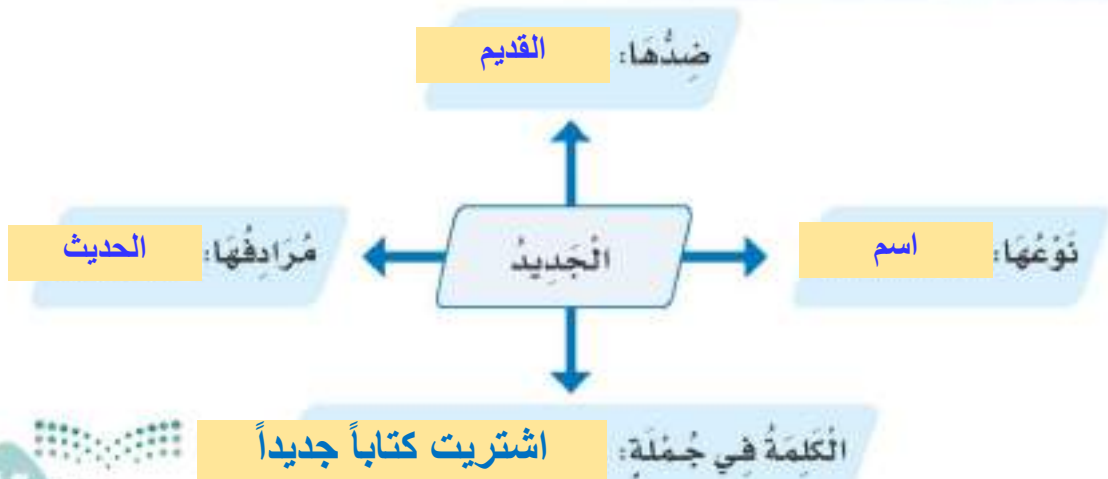 ضِدُّهَا: القديم
نَوْعُهَا: اسم
الْجَدِيدُ
مُرَادِفُهَا: الحديث
الْكَلِمَةُ فِي جُمْلَةٍ: اشتريت كتاباً جديداً